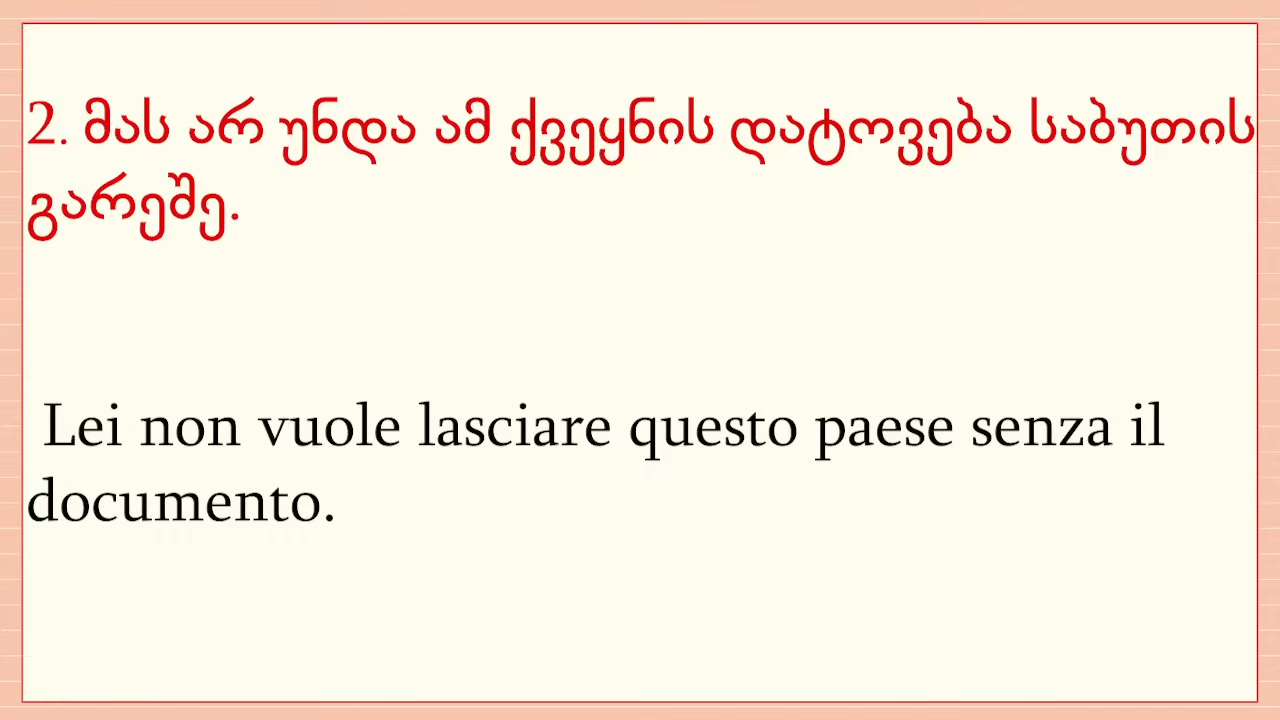 2. მას არ უნდა ამ ქვეყნის დატოვება საბუთის
გარეშე.
Lei non vuole lasciare questo paese senza il
documento.